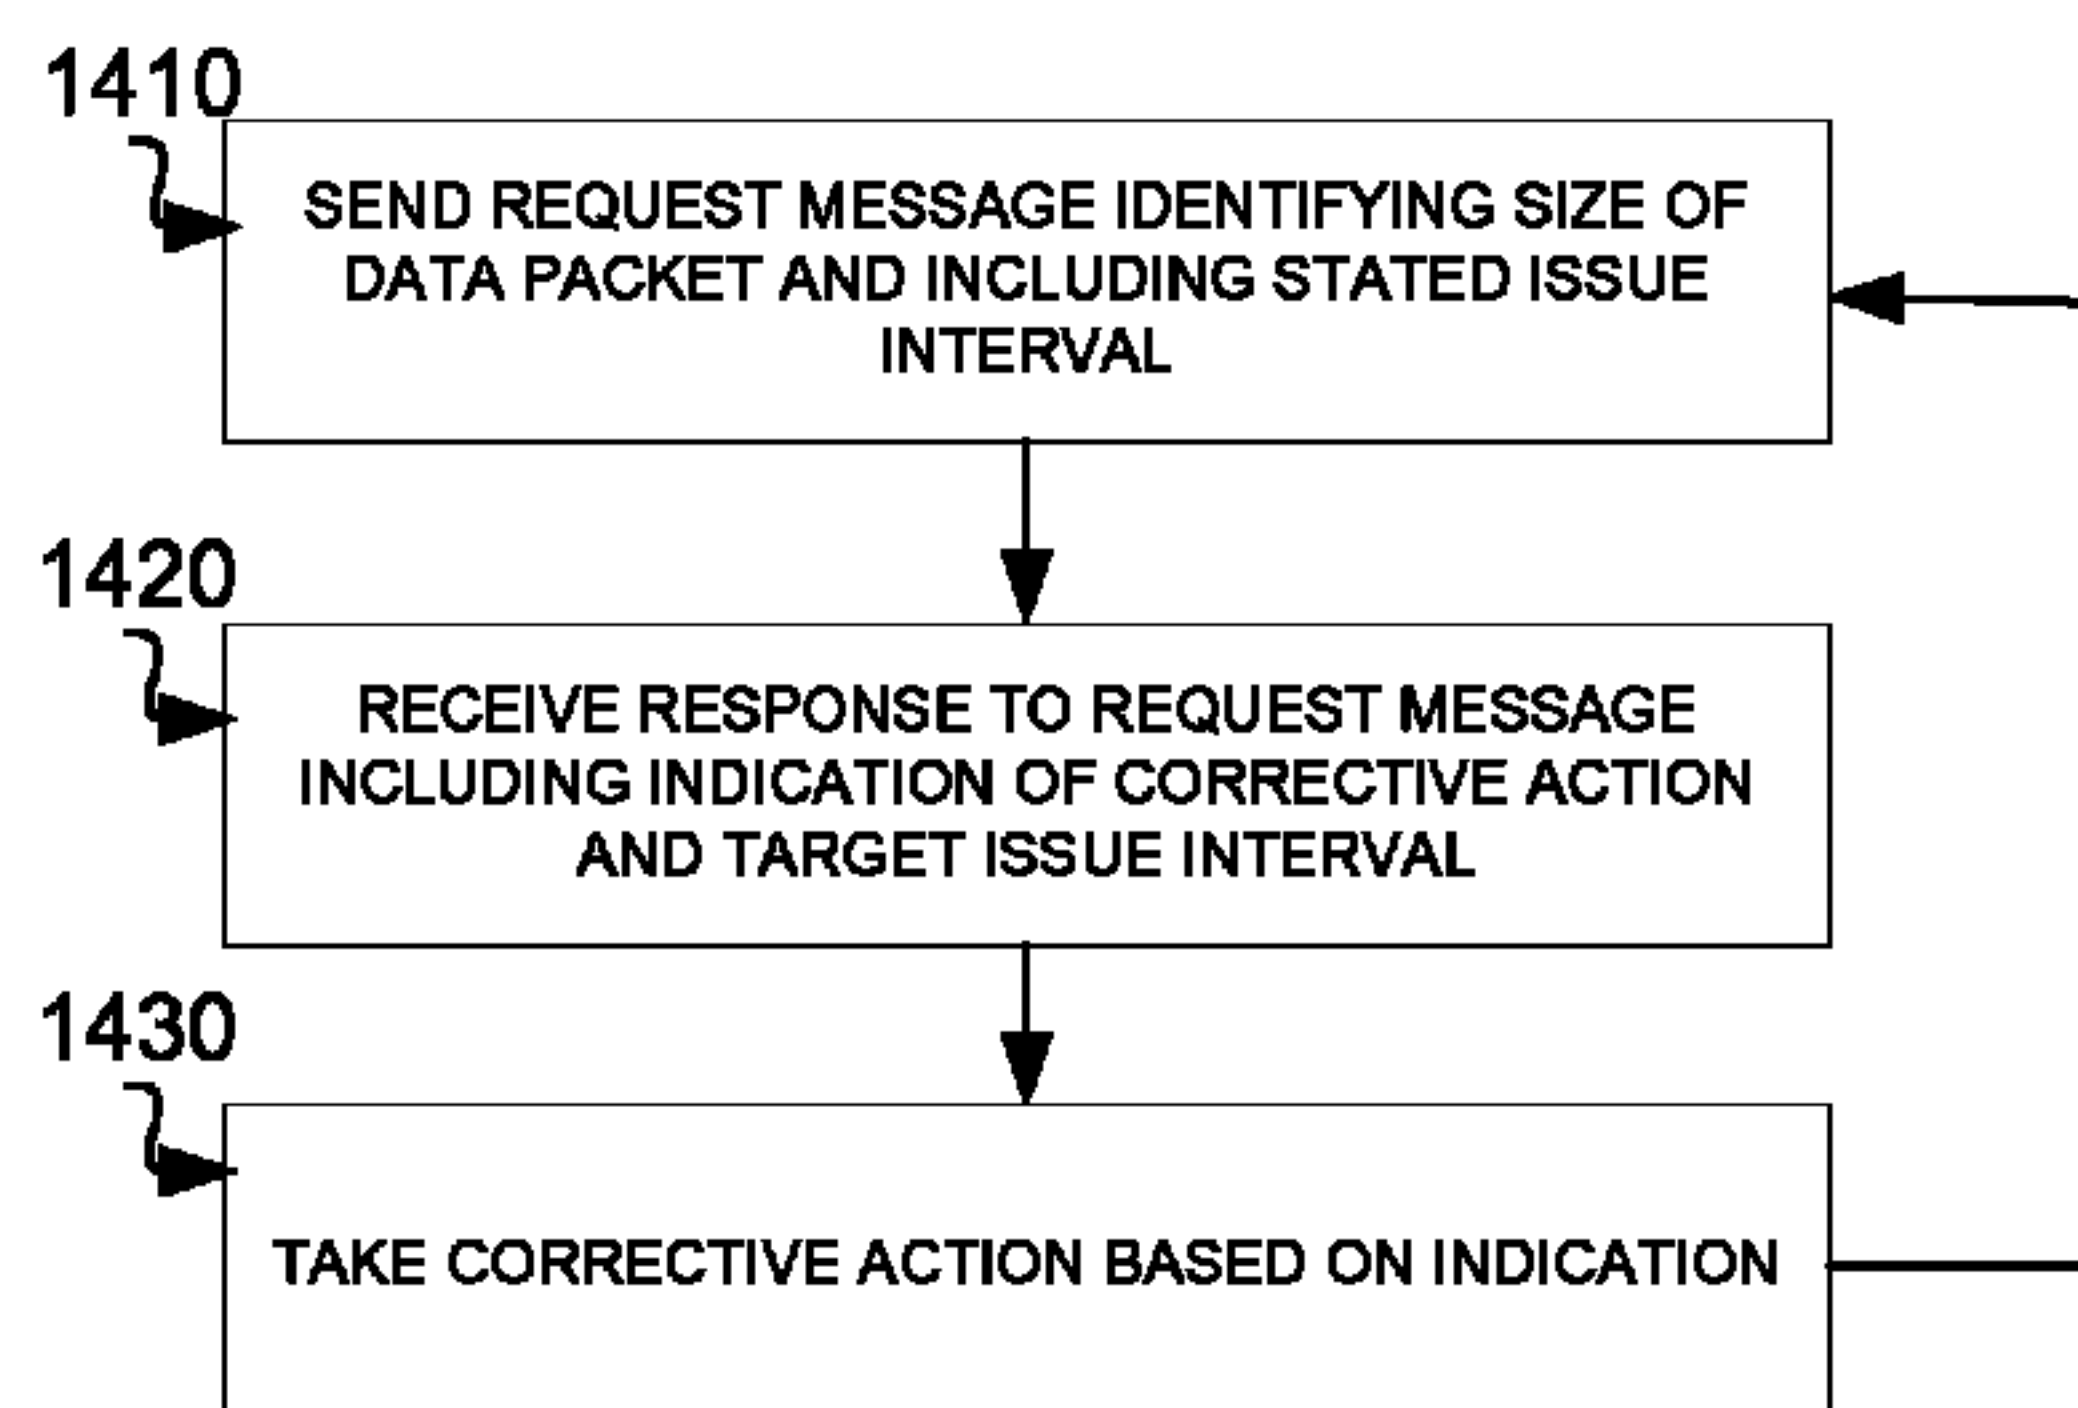 1410
SEND REQUEST MESSAGE IDENTIFYING SIZE OF
DATA PACKET AND INCLUDING STATED ISSUE
INTERVAL
1420
RECEIVE RESPONSE TO REQUEST MESSAGE
INCLUDING INDICATION OF CORRECTIVE ACTION
AND TARGET ISSUE INTERVAL
1430
TAKE CORRECTIVE ACTION BASED ON INDICATION